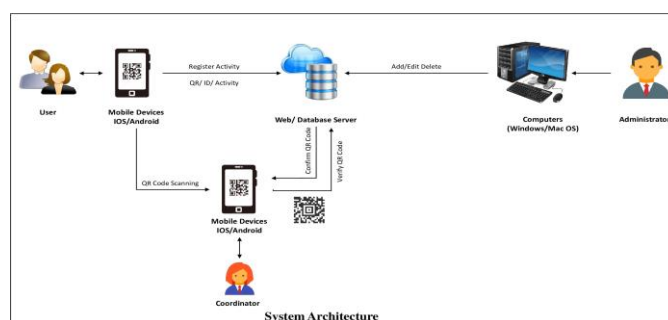 Register Activity
QR/ ID/ Activity
Add/Edit Delete
User
Mobile Devices
IOS/Android
Web/ Database Server
Computers
(Windows/Mac OS)
Administrator
Confirm QR Code
Verify QR Code
QR Code Scanning
Mobile Devices
IOS/Android
Coordinator
System Architecture